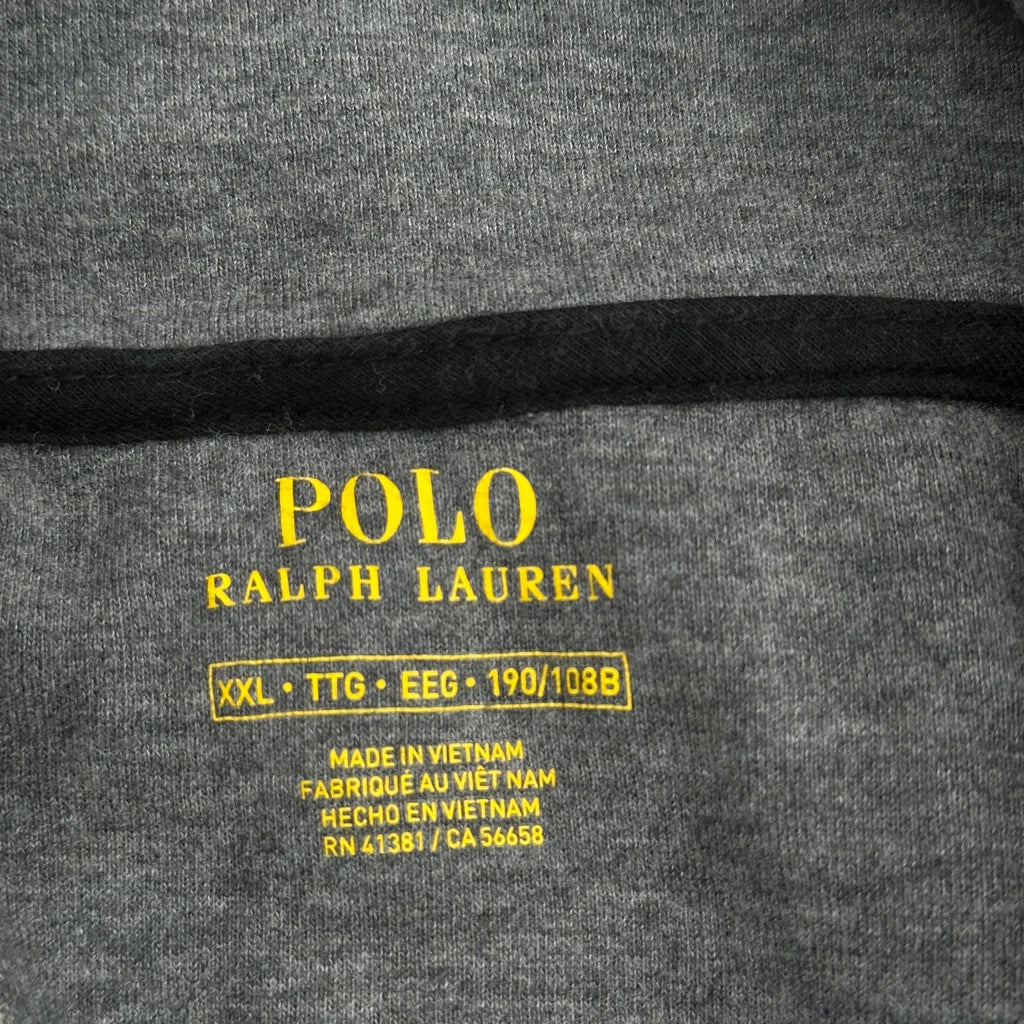 POLO
RALPH LAUREN
XXL • TTG • EEG • 190/108B
MADE IN VIETNAM
FABRIQUÉ AU VIÊT NAM
HECHO EN VIETNAM
RN 41381 / CA 56658